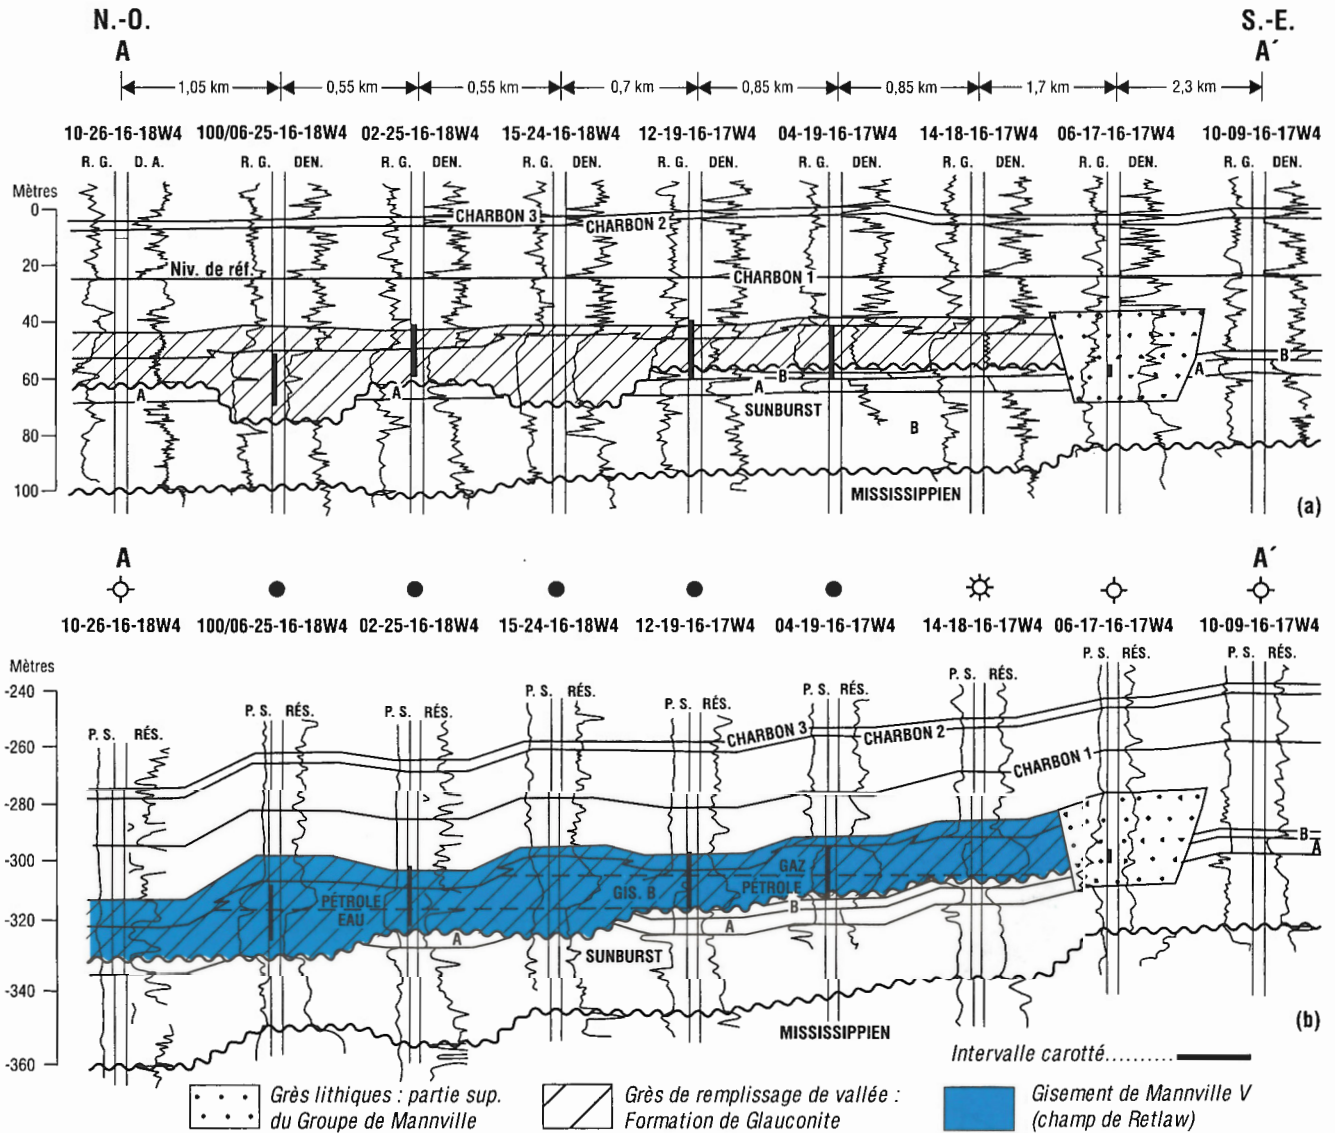 N.-O.
S.-E.
A
A´
1,05 km
0,55 km
0,55 km
0,7 km
0,85 km
0,85 km
1,7 km
2,3 km
10-26-16-18W4 100/06-25-16-18W4 02-25-16-18W4 15-24-16-18W4 12-19-16-17W4 04-19-16-17W4 14-18-16-17W4 06-17-16-17W4 10-09-16-17W4
R. G. D. A. R. G. DEN. R. G. DEN. R. G. DEN. R. G. DEN. R. G. DEN. R. G. DEN. R. G. DEN. R. G. DEN.
Mètres
0
CHARBON 3
CHARBON 2
20
Niv. de réf.
CHARBON 1
40
B
60
B
A
A
A
A
SUNBURST
80
B
100
MISSISSIPPIEN
(a)
A
A´
10-26-16-18W4 100/06-25-16-18W4 02-25-16-18W4 15-24-16-18W4 12-19-16-17W4 04-19-16-17W4 14-18-16-17W4 06-17-16-17W4 10-09-16-17W4
P. S. RÉS. P. S. RÉS. P. S. RÉS. P. S. RÉS. P. S. RÉS. P. S. RÉS. P. S. RÉS. P. S. RÉS. P. S. RÉS.
Mètres
-240
CHARBON 3
CHARBON 2
-260
CHARBON 1
-280
B
A
-300
GAZ
PÉTROLE
GIS. B
PÉTROLE
EAU
B
-320
A
A
SUNBURST
-340
MISSISSIPPIEN
(b)
-360
Intervalle carotté..........
Grès lithiques : partie sup.
du Groupe de Mannville
Grès de remplissage de vallée :
Formation de Glauconite
Gisement de Mannville V
(champ de Retlaw)